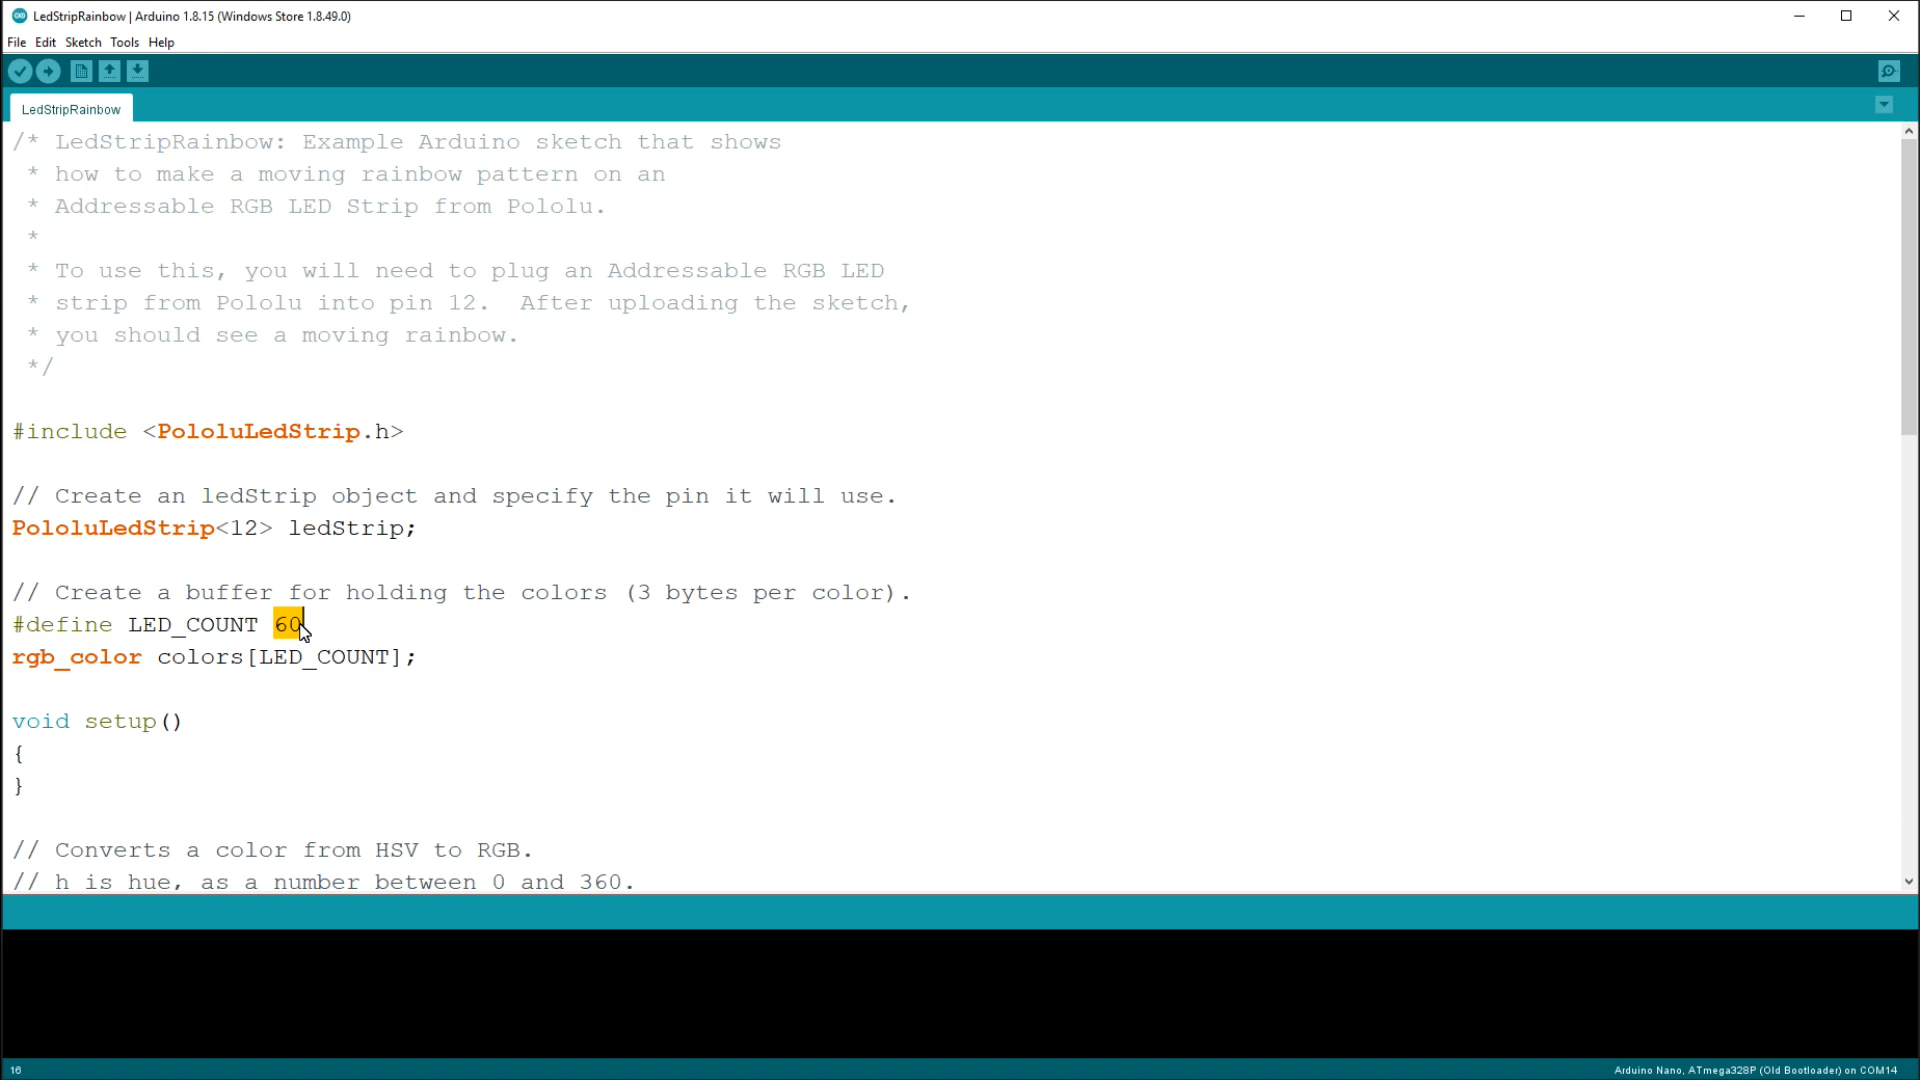 LedStripRainbow | Arduino 1.8.15 (Windows Store 1.8.49.0)
File Edit Sketch Tools Help
LedStripRainbow
/* LedStripRainbow: Example Arduino sketch that shows
* how to make a moving rainbow pattern on an
* Addressable RGB LED Strip from Pololu.
*
* To use this, you will need to plug an Addressable RGB LED
* strip from Pololu into pin 12.  After uploading the sketch,
* you should see a moving rainbow.
*/
#include <PololuLedStrip.h>
// Create an ledStrip object and specify the pin it will use.
PololuLedStrip<12> ledStrip;
// Create a buffer for holding the colors (3 bytes per color).
#define LED_COUNT 60
rgb_color colors[LED_COUNT];
void setup()
{
}
// Converts a color from HSV to RGB.
// h is hue, as a number between 0 and 360.
16
Arduino Nano, ATmega328P (Old Bootloader) on COM14